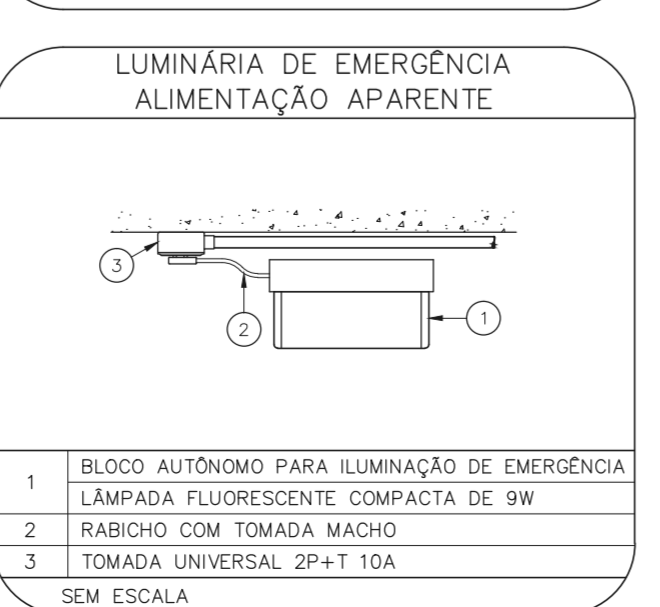 LUMINÁRIA DE EMERGÊNCIA
ALIMENTAÇÃO APARENTE
3
2
1
1 BLOCO AUTÔNOMO PARA ILUMINAÇÃO DE EMERGÊNCIA
LÂMPADA FLUORESCENTE COMPACTA DE 9W
2 RABICHO COM TOMADA MACHO
3 TOMADA UNIVERSAL 2P+T 10A
SEM ESCALA